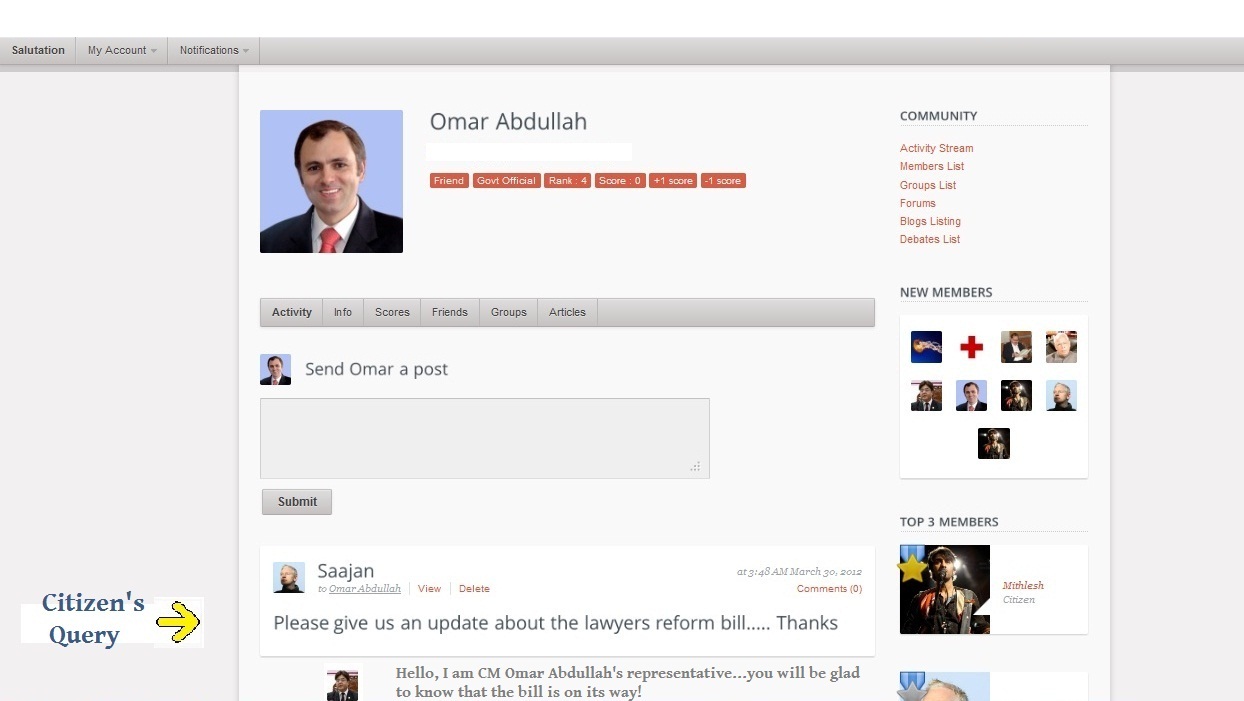 Salutation My Account Notifications
Omar Abdullah
Friend Govt Official Rank : 4 Score : 0 +1 score -1 score
Activity Info Scores Friends Groups Articles
Send Omar a post
Submit
Saajan
at 3:48 AM March 30, 2012
to Omar Abdullah View Delete
Comments (0)
Please give us an update about the lawyers reform bill..... Thanks
Citizen's
Query
Hello, I am CM Omar Abdullah's representative...you will be glad
to know that the bill is on its way!
COMMUNITY
Activity Stream
Members List
Groups List
Forums
Blogs Listing
Debates List
NEW MEMBERS
TOP 3 MEMBERS
Mithlesh
Citizen